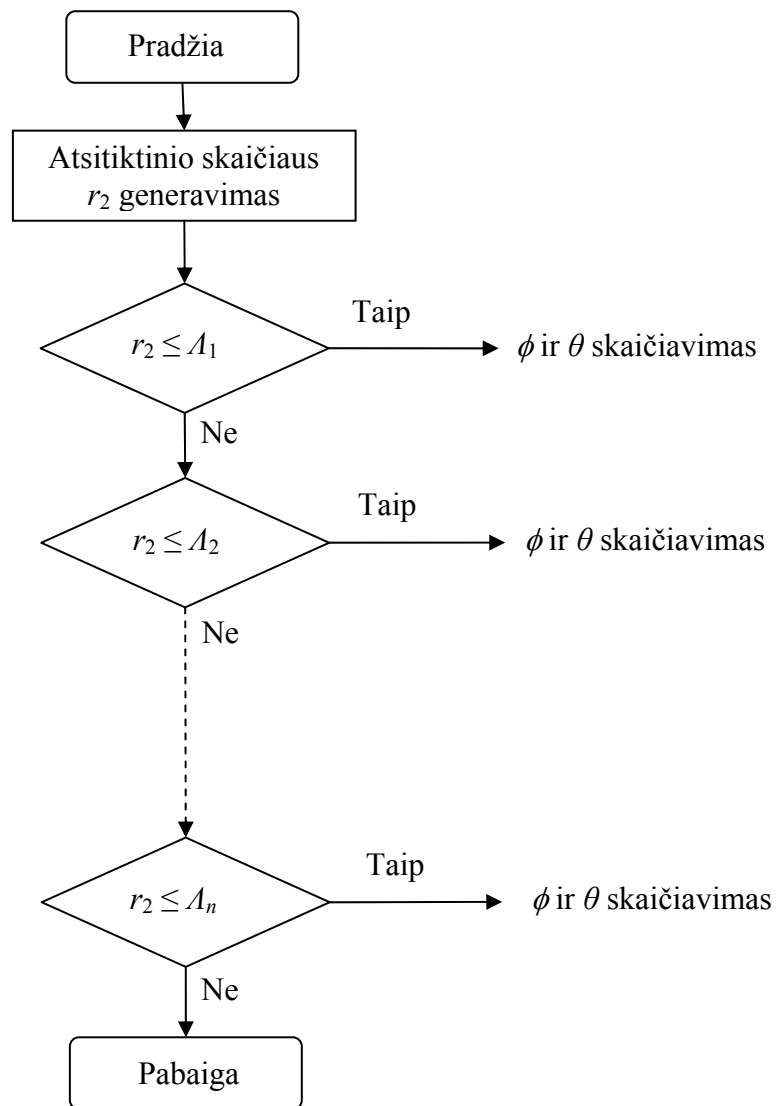 Pradžia
Atsitiktinio skaičiaus
r₂ generavimas
Taip
r₂ ≤ Λ₁
ϕ ir θ skaičiavimas
Ne
Taip
r₂ ≤ Λ₂
ϕ ir θ skaičiavimas
Ne
Taip
r₂ ≤ Λₙ
ϕ ir θ skaičiavimas
Ne
Pabaiga